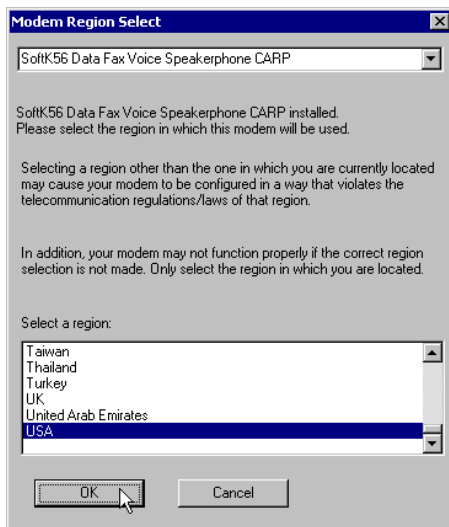 Modem Region Select
SoftK56 Data Fax Voice Speakerphone CARP
SoftK56 Data Fax Voice Speakerphone CARP installed.
Please select the region in which this modem will be used.
Selecting a region other than the one in which you are currently located
may cause your modem to be configured in a way that violates the
telecommunication regulations/laws of that region.
In addition, your modem may not function properly if the correct region
selection is not made. Only select the region in which you are located.
Select a region:
Taiwan
Thailand
Turkey
UK
United Arab Emirates
USA
OK
Cancel